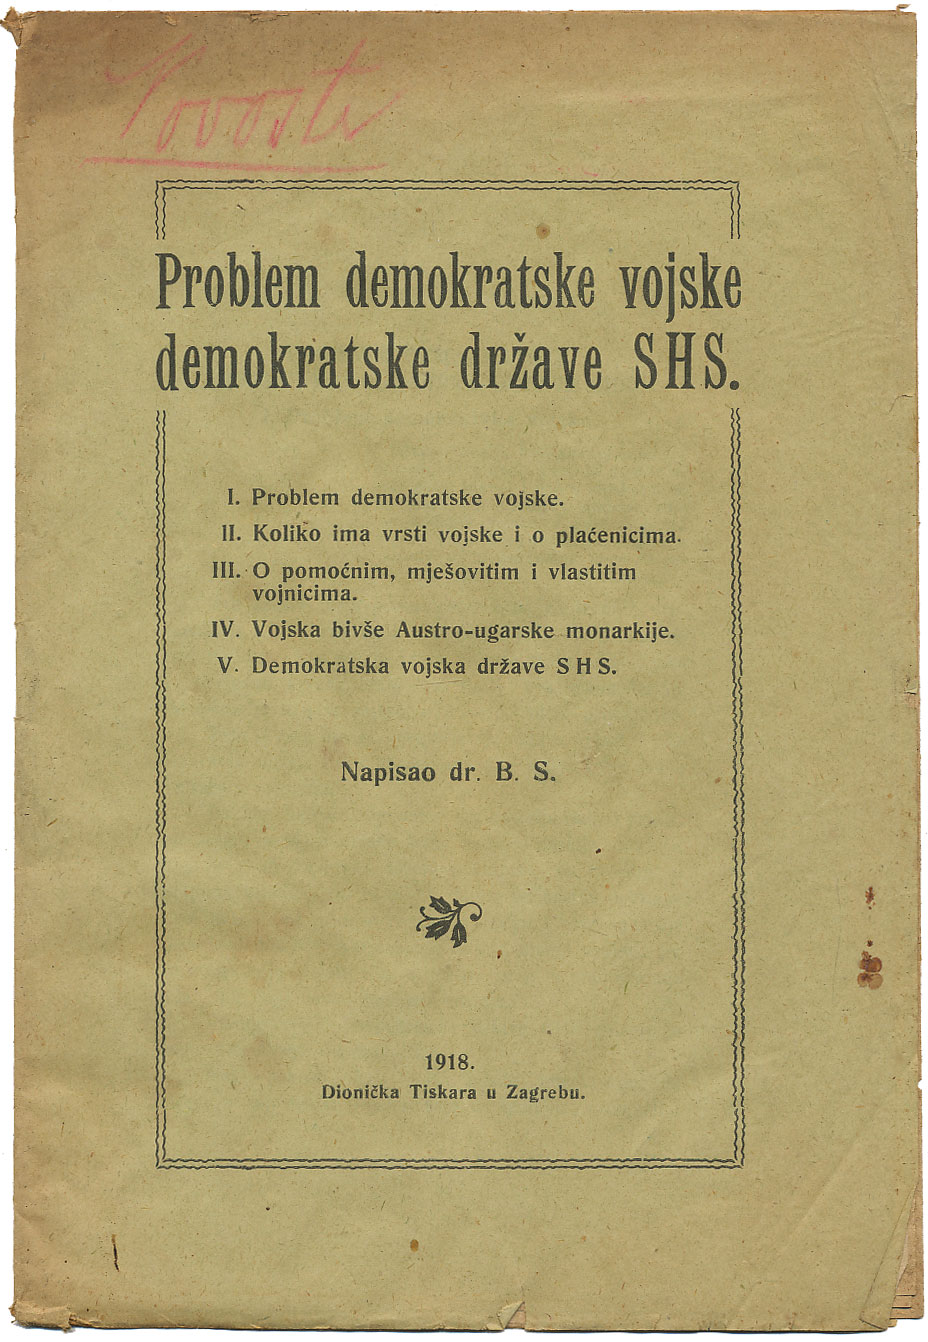 Novosti
Problem demokratske vojske
demokratske države SHS.
I. Problem demokratske vojske.
II. Koliko ima vrsti vojske i o plaćenicima.
III. O pomoćnim, mješovitim i vlastitim
vojnicima.
IV. Vojska bivše Austro-ugarske monarkije.
V. Demokratska vojska države S H S.
Napisao dr. B. S.
1918.
Dionička Tiskara u Zagrebu.